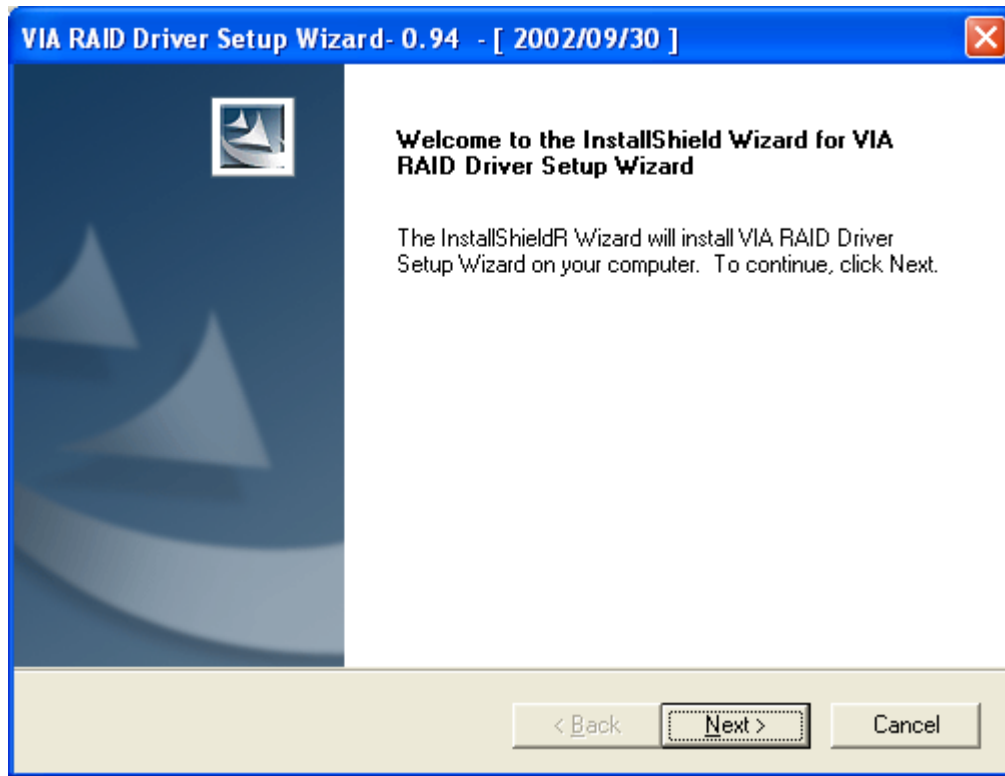 VIA RAID Driver Setup Wizard- 0.94 - [ 2002/09/30 ]
Welcome to the InstallShield Wizard for VIA
RAID Driver Setup Wizard
The InstallShieldR Wizard will install VIA RAID Driver
Setup Wizard on your computer. To continue, click Next.
< Back
Next >
Cancel